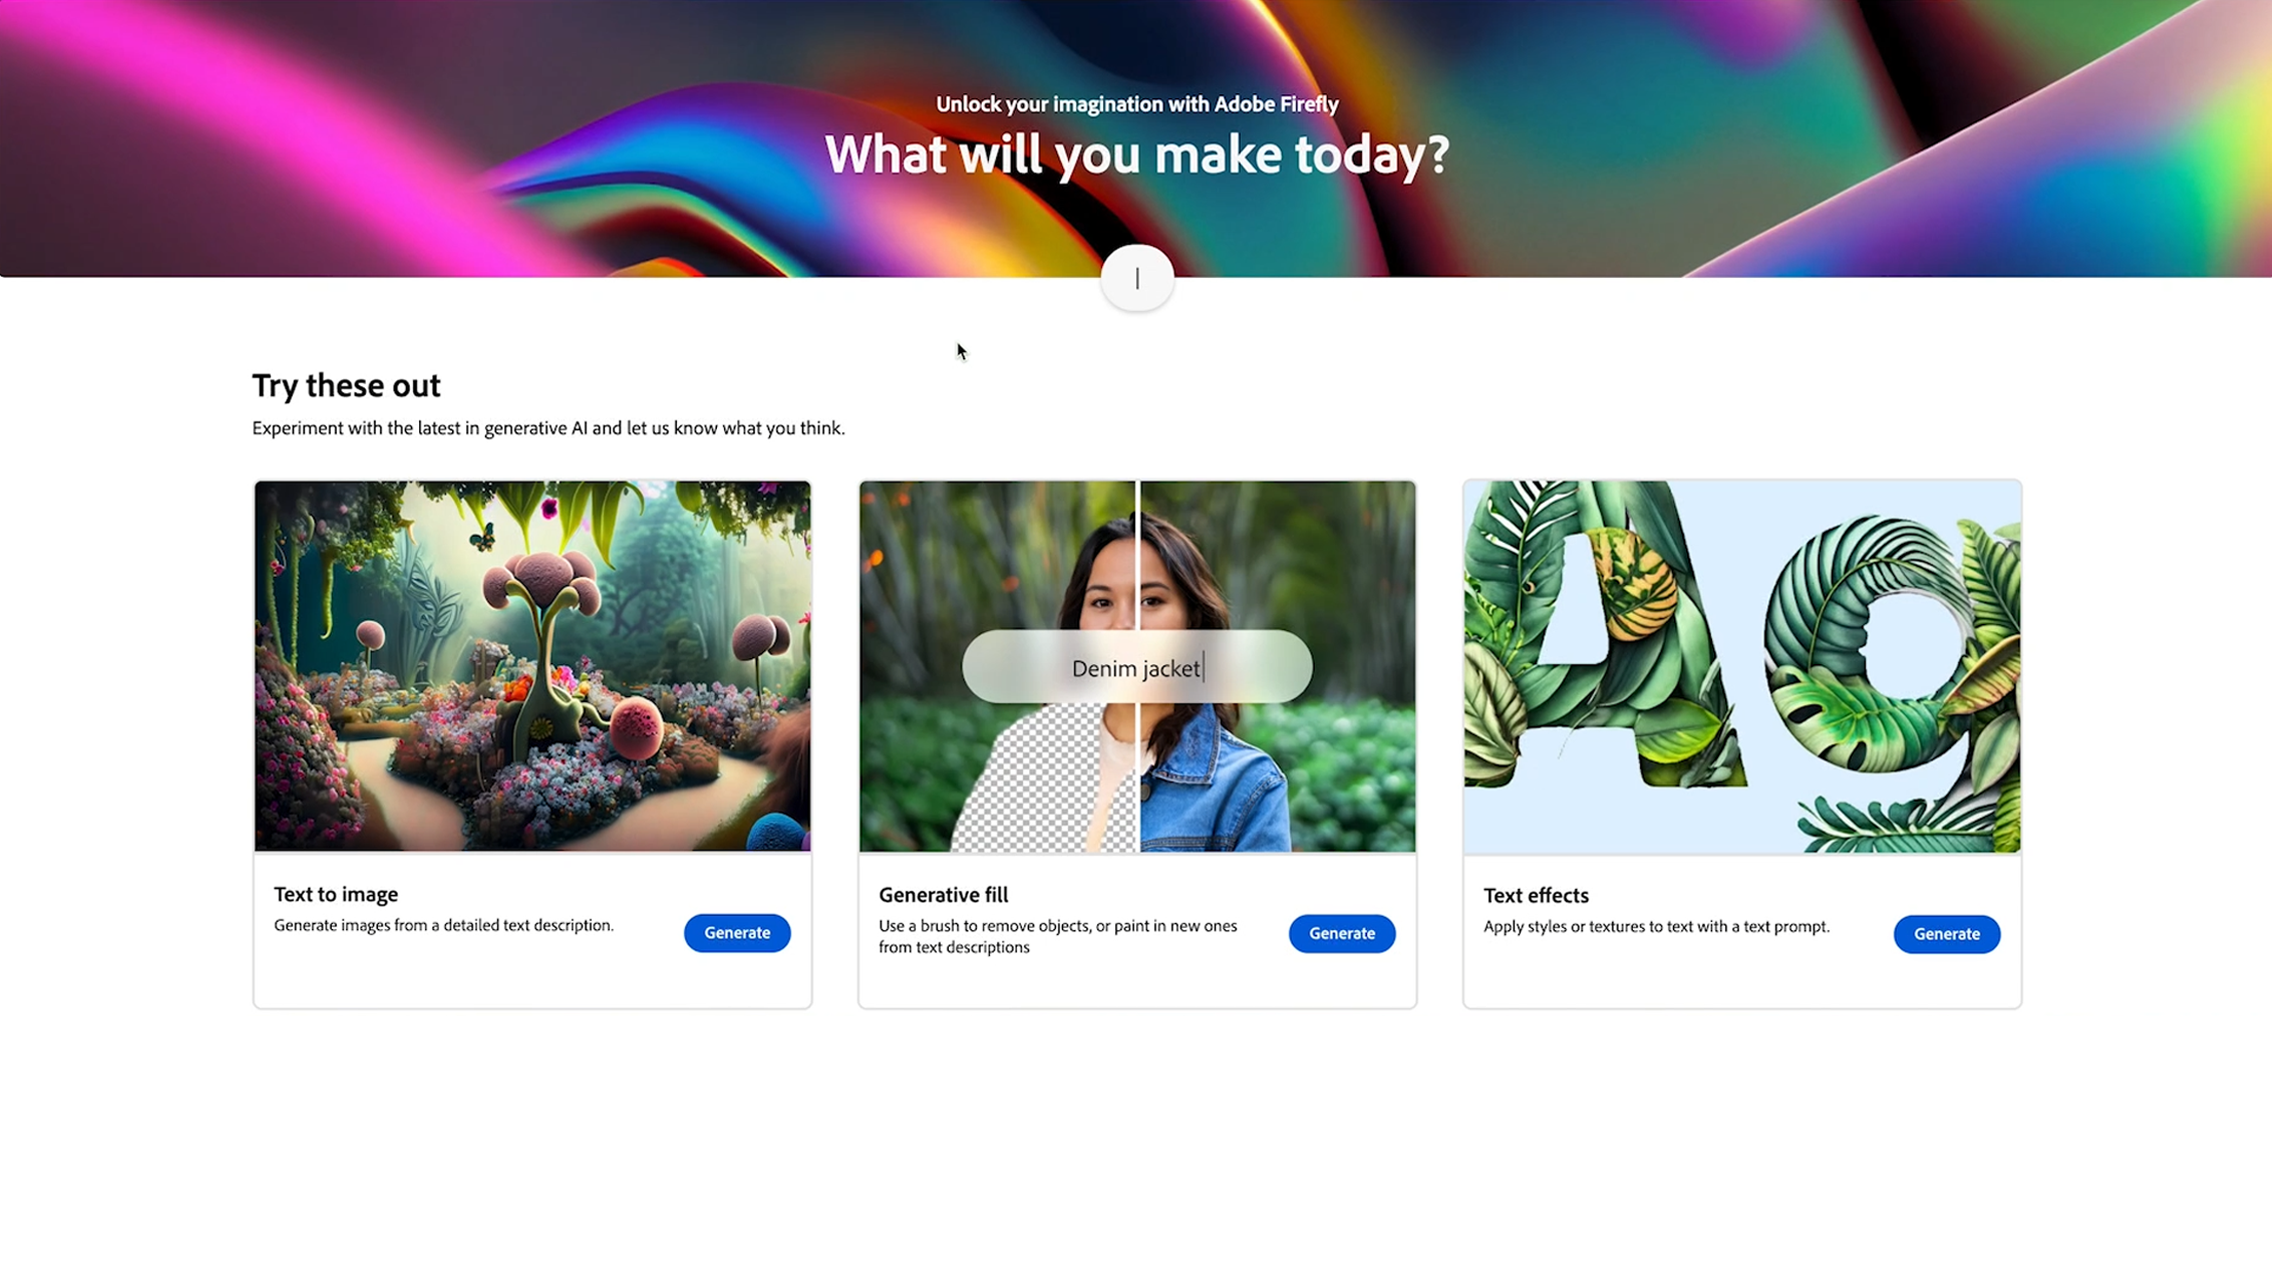 Unlock your imagination with Adobe Firefly
What will you make today?
Try these out
Experiment with the latest in generative AI and let us know what you think.
Denim jacket
Ag
Text to image
Generate images from a detailed text description.
Generate
Generative fill
Use a brush to remove objects, or paint in new ones
from text descriptions
Generate
Text effects
Apply styles or textures to text with a text prompt.
Generate